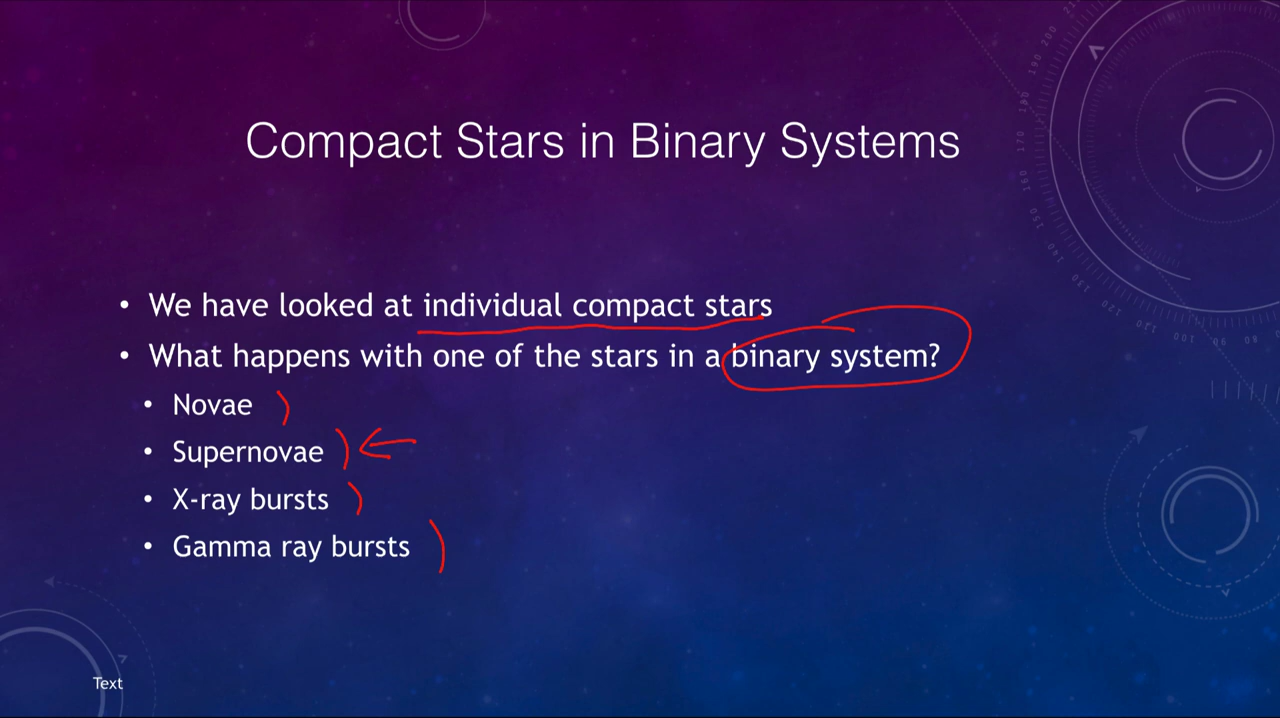 Compact Stars in Binary Systems
• We have looked at individual compact stars
• What happens with one of the stars in a binary system?
• Novae
• Supernovae
• X-ray bursts
• Gamma ray bursts
Text